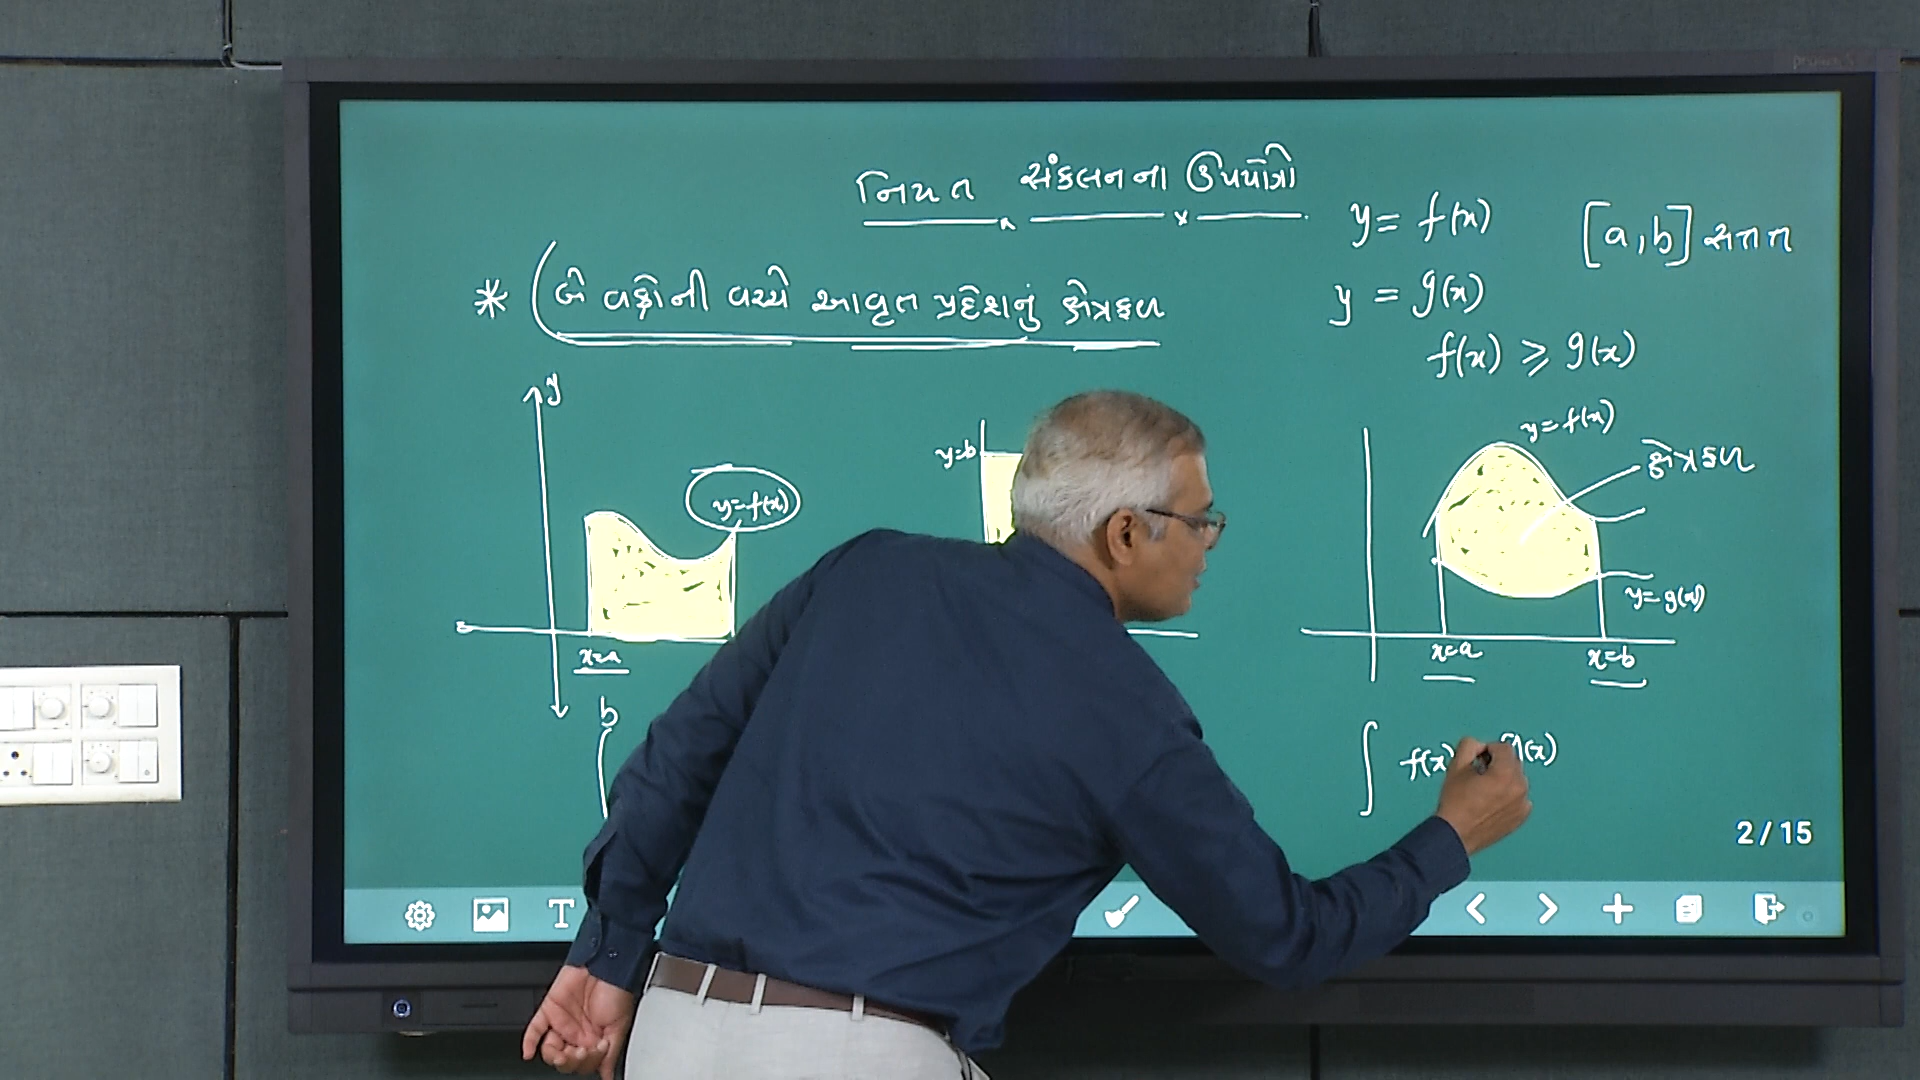 નિયત સંકલનના ઉપયોગો
y = f(x) [a,b] સતત
* બે વક્રોની વચ્ચે આવૃત પ્રદેશનું ક્ષેત્રફળ
y = g(x)
f(x) ≥ g(x)
y
y=f(x)
x=a
b
y=b
y=f(x)
ક્ષેત્રફળ
y=g(x)
x=a
x=b
∫ f(x) g(x)
2/15
T